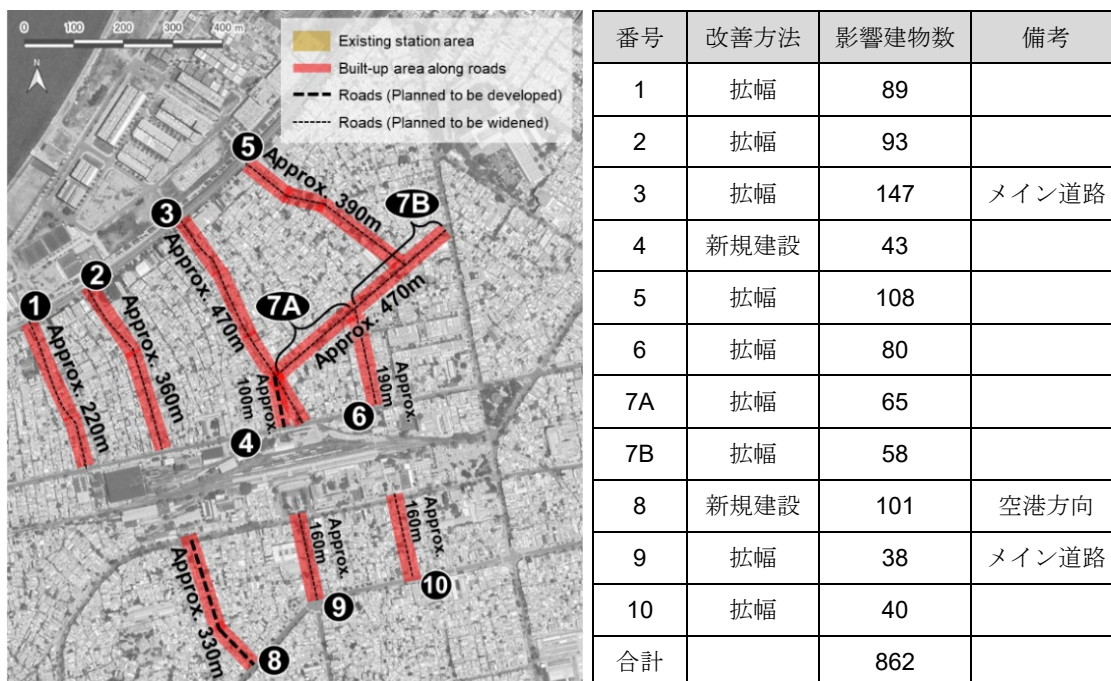 0 100 200 300 400 m
N
Existing station area
Built-up area along roads
Roads (Planned to be developed)
Roads (Planned to be widened)
5
Approx. 390m
7B
3
Approx. 470m
2
Approx. 360m
7A
Approx. 470m
1
Approx. 220m
Approx.
100m
Approx.
190m
6
4
Approx.
160m
Approx.
160m
Approx. 330m
10
9
8
番号 改善方法 影響建物数 備考
1 拡幅 89
2 拡幅 93
3 拡幅 147 メイン道路
4 新規建設 43
5 拡幅 108
6 拡幅 80
7A 拡幅 65
7B 拡幅 58
8 新規建設 101 空港方向
9 拡幅 38 メイン道路
10 拡幅 40
合計 862